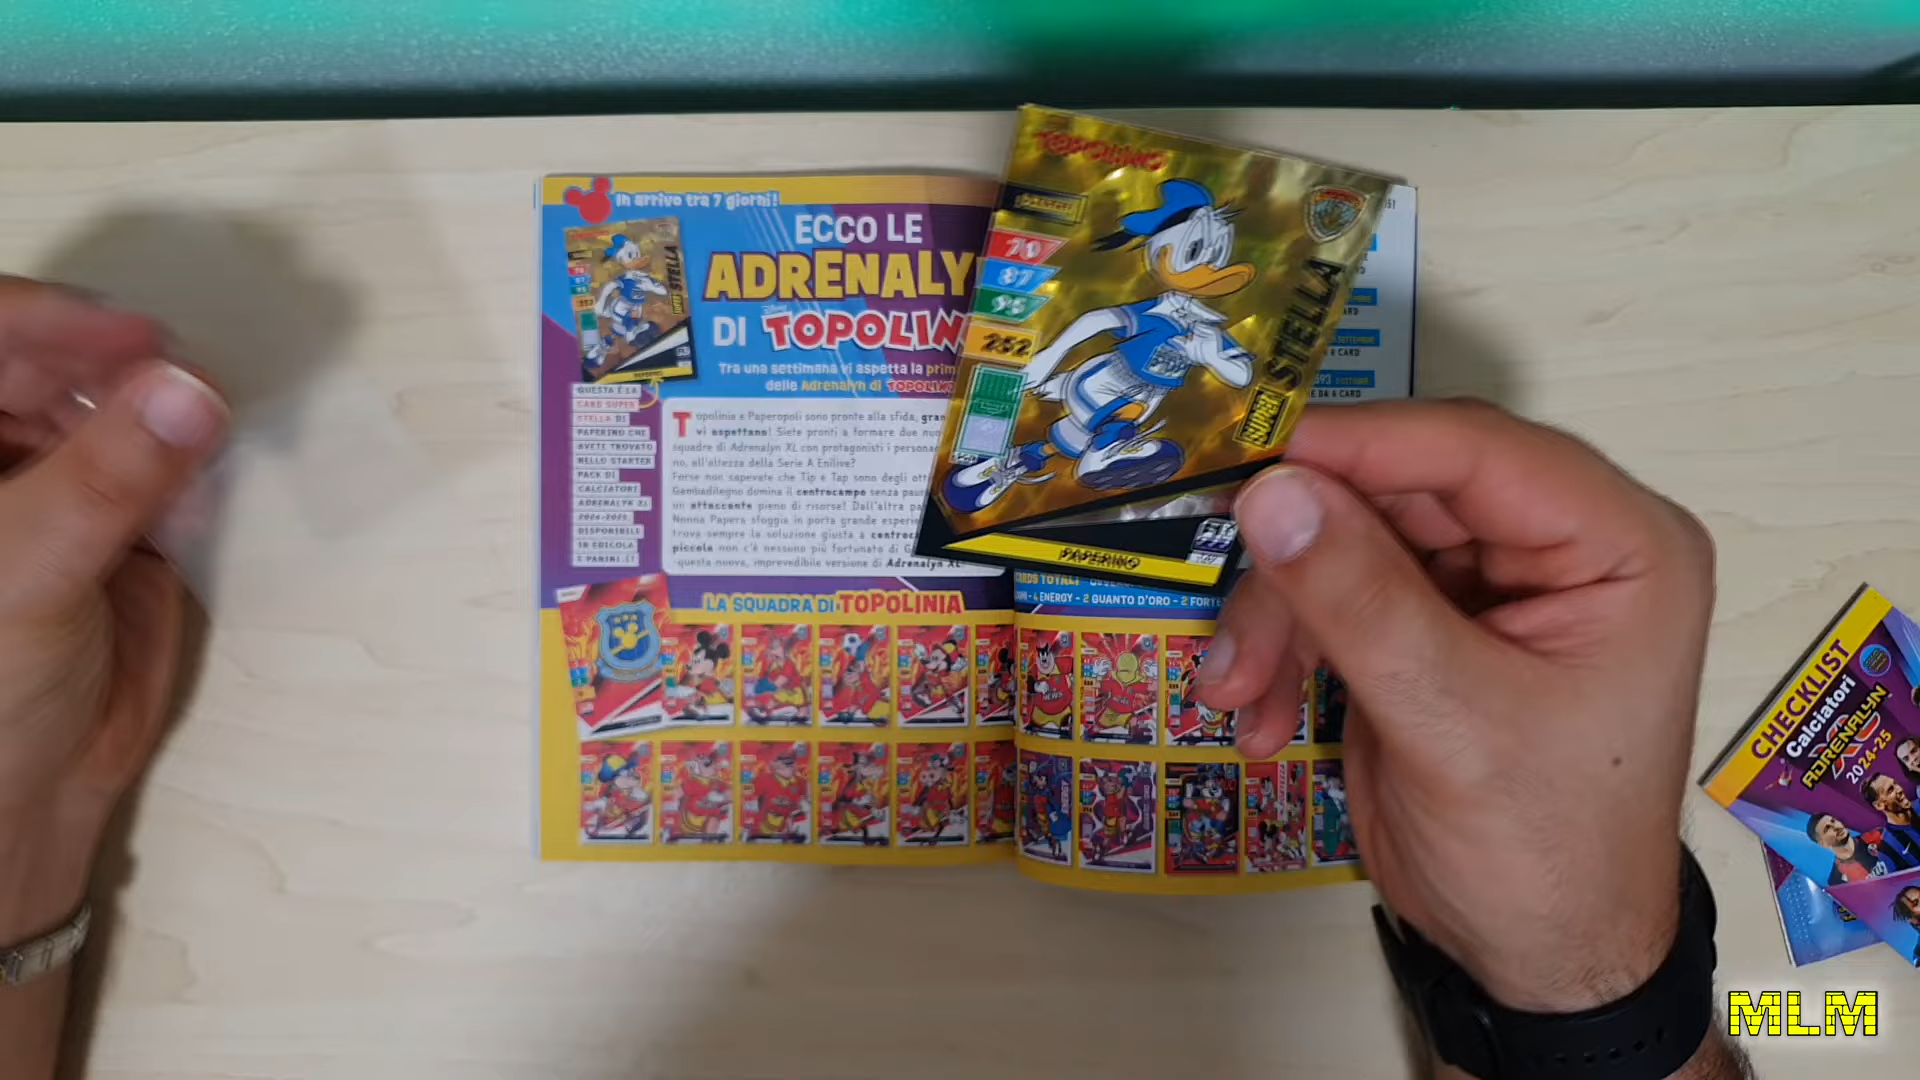 In arrivo tra 7 giorni!
ECCO LE
ADRENALY
DI TOPOLIN
Tra una settimana vi aspetta la prim
delle Adrenalyn di TOPOLINO
QUESTA È LA
CARD SUPER
STELLA DI
PAPERINO CHE
AVETE TROVATO
NELLO STARTER
PACK DI
CALCIATORI
ADRENALYN XL
2024-2025
DISPONIBILE
IN EDICOLA
E PANINI.IT
Topolinia e Paperopoli sono pronte alla sfida, gran
vi aspettano! Siete pronti a formare due nuo
squadre di Adrenalyn XL con protagonisti i persona
no, all'altezza della Serie A Enilive?
Forse non sapevate che Tip e Tap sono degli ott
Gambadilegno domina il centrocampo senza pau
un attaccante pieno di risorse! Dall'altra pa
Nonna Papera sfoggia in porta grande esperie
trova sempre la soluzione giusta a centroc
piccola non c'è nessuno più fortunato di G
questa nuova, imprevedibile versione di Adrenalyn XL
LA SQUADRA DI TOPOLINIA
TOPOLINO
70
87
95
252
SUPER STELLA
PAPERINO
CARDS TOTALI
4 ENERGY - 2 GUANTO D'ORO - 2 FORTE
CHECKLIST
Calciatori
ADRENALYN
XL
2024-25
MLM